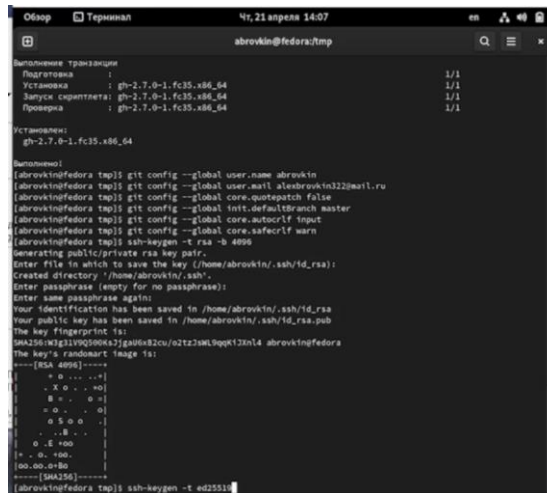 Обзор Терминал Чт, 21 апреля 14:07 en
abrovkin@fedora:/tmp
Выполнение транзакции
Подготовка : 1/1
Установка : gh-2.7.0-1.fc35.x86_64 1/1
Запуск скриптлета: gh-2.7.0-1.fc35.x86_64 1/1
Проверка : gh-2.7.0-1.fc35.x86_64 1/1
Установлен:
gh-2.7.0-1.fc35.x86_64
Выполнено!
[abrovkin@fedora tmp]$ git config --global user.name abrovkin
[abrovkin@fedora tmp]$ git config --global user.mail alexbrovkin322@mail.ru
[abrovkin@fedora tmp]$ git config --global core.quotepatch false
[abrovkin@fedora tmp]$ git config --global init.defaultBranch master
[abrovkin@fedora tmp]$ git config --global core.autocrlf input
[abrovkin@fedora tmp]$ git config --global core.safecrlf warn
[abrovkin@fedora tmp]$ ssh-keygen -t rsa -b 4096
Generating public/private rsa key pair.
Enter file in which to save the key (/home/abrovkin/.ssh/id_rsa):
Created directory '/home/abrovkin/.ssh'.
Enter passphrase (empty for no passphrase):
Enter same passphrase again:
Your identification has been saved in /home/abrovkin/.ssh/id_rsa
Your public key has been saved in /home/abrovkin/.ssh/id_rsa.pub
The key fingerprint is:
abrovkin@fedora
The key's randomart image is:
+---[RSA 4096]----+
| + o ... ..+|
| . X o . . +o|
| B = . o =|
| = o . . o|
| o S o o .|
| . ..B . . |
| o .E +oo |
|+ . o. +oo. |
|oo.oo.o+Bo |
+----[SHA256]-----+
[abrovkin@fedora tmp]$ ssh-keygen -t ed25519